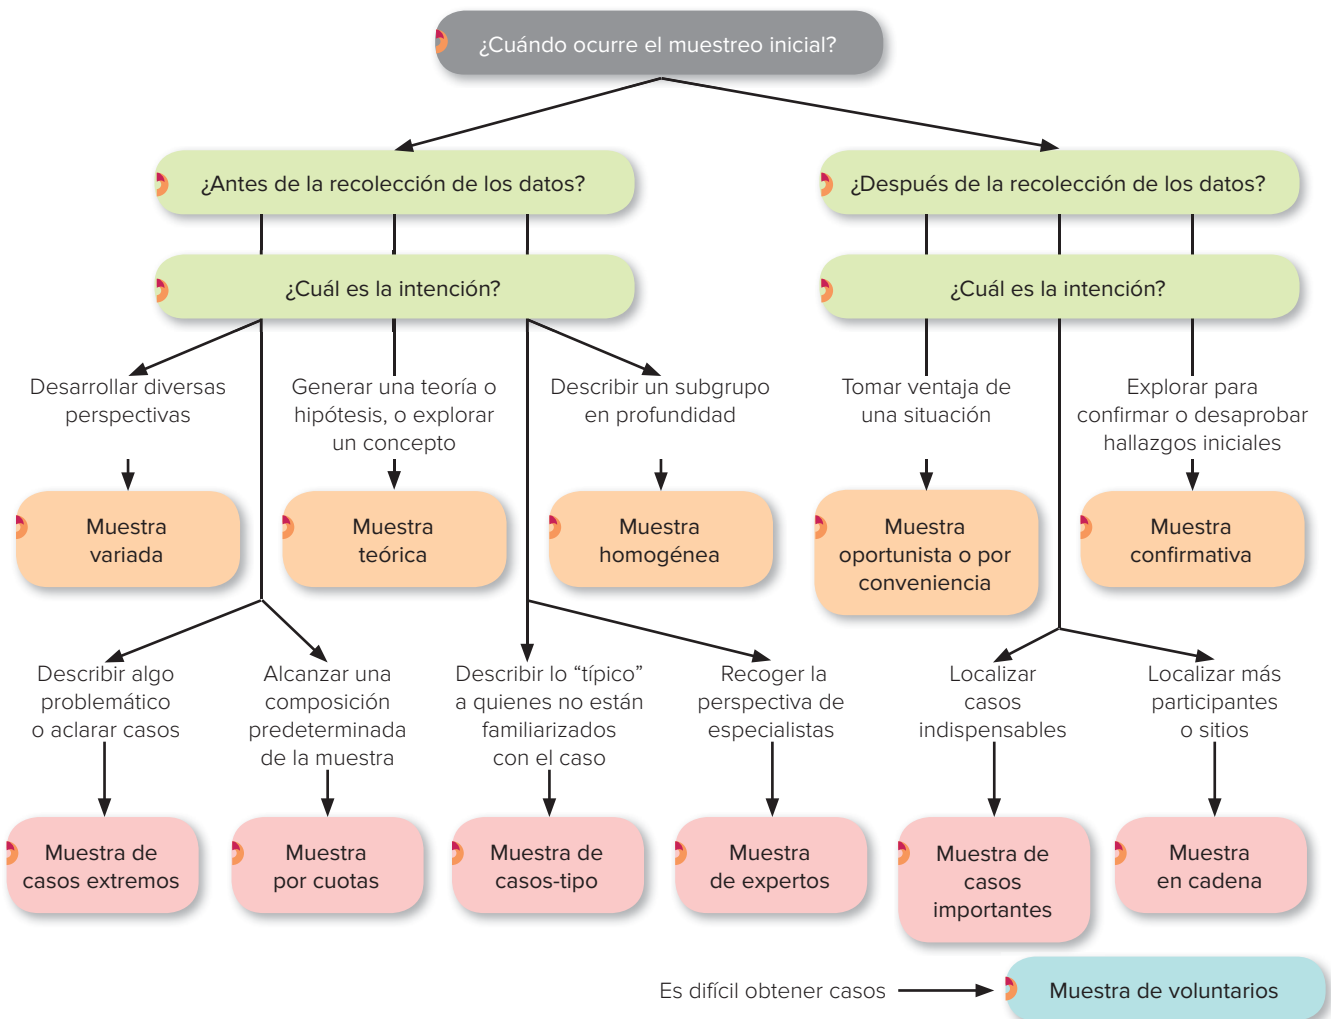 ¿Cuándo ocurre el muestreo inicial?
¿Antes de la recolección de los datos?
¿Después de la recolección de los datos?
¿Cuál es la intención?
¿Cuál es la intención?
Desarrollar diversas
perspectivas
Generar una teoría o
hipótesis, o explorar
un concepto
Describir un subgrupo
en profundidad
Tomar ventaja de
una situación
Explorar para
confirmar o desaprobar
hallazgos iniciales
Muestra
variada
Muestra
teórica
Muestra
homogénea
Muestra
oportunista o por
conveniencia
Muestra
confirmativa
Describir algo
problemático
o aclarar casos
Alcanzar una
composición
predeterminada
de la muestra
Describir lo “típico”
a quienes no están
familiarizados
con el caso
Recoger la
perspectiva de
especialistas
Localizar
casos
indispensables
Localizar más
participantes
o sitios
Muestra de
casos extremos
Muestra
por cuotas
Muestra de
casos-tipo
Muestra
de expertos
Muestra de
casos
importantes
Muestra
en cadena
Es difícil obtener casos
Muestra de voluntarios